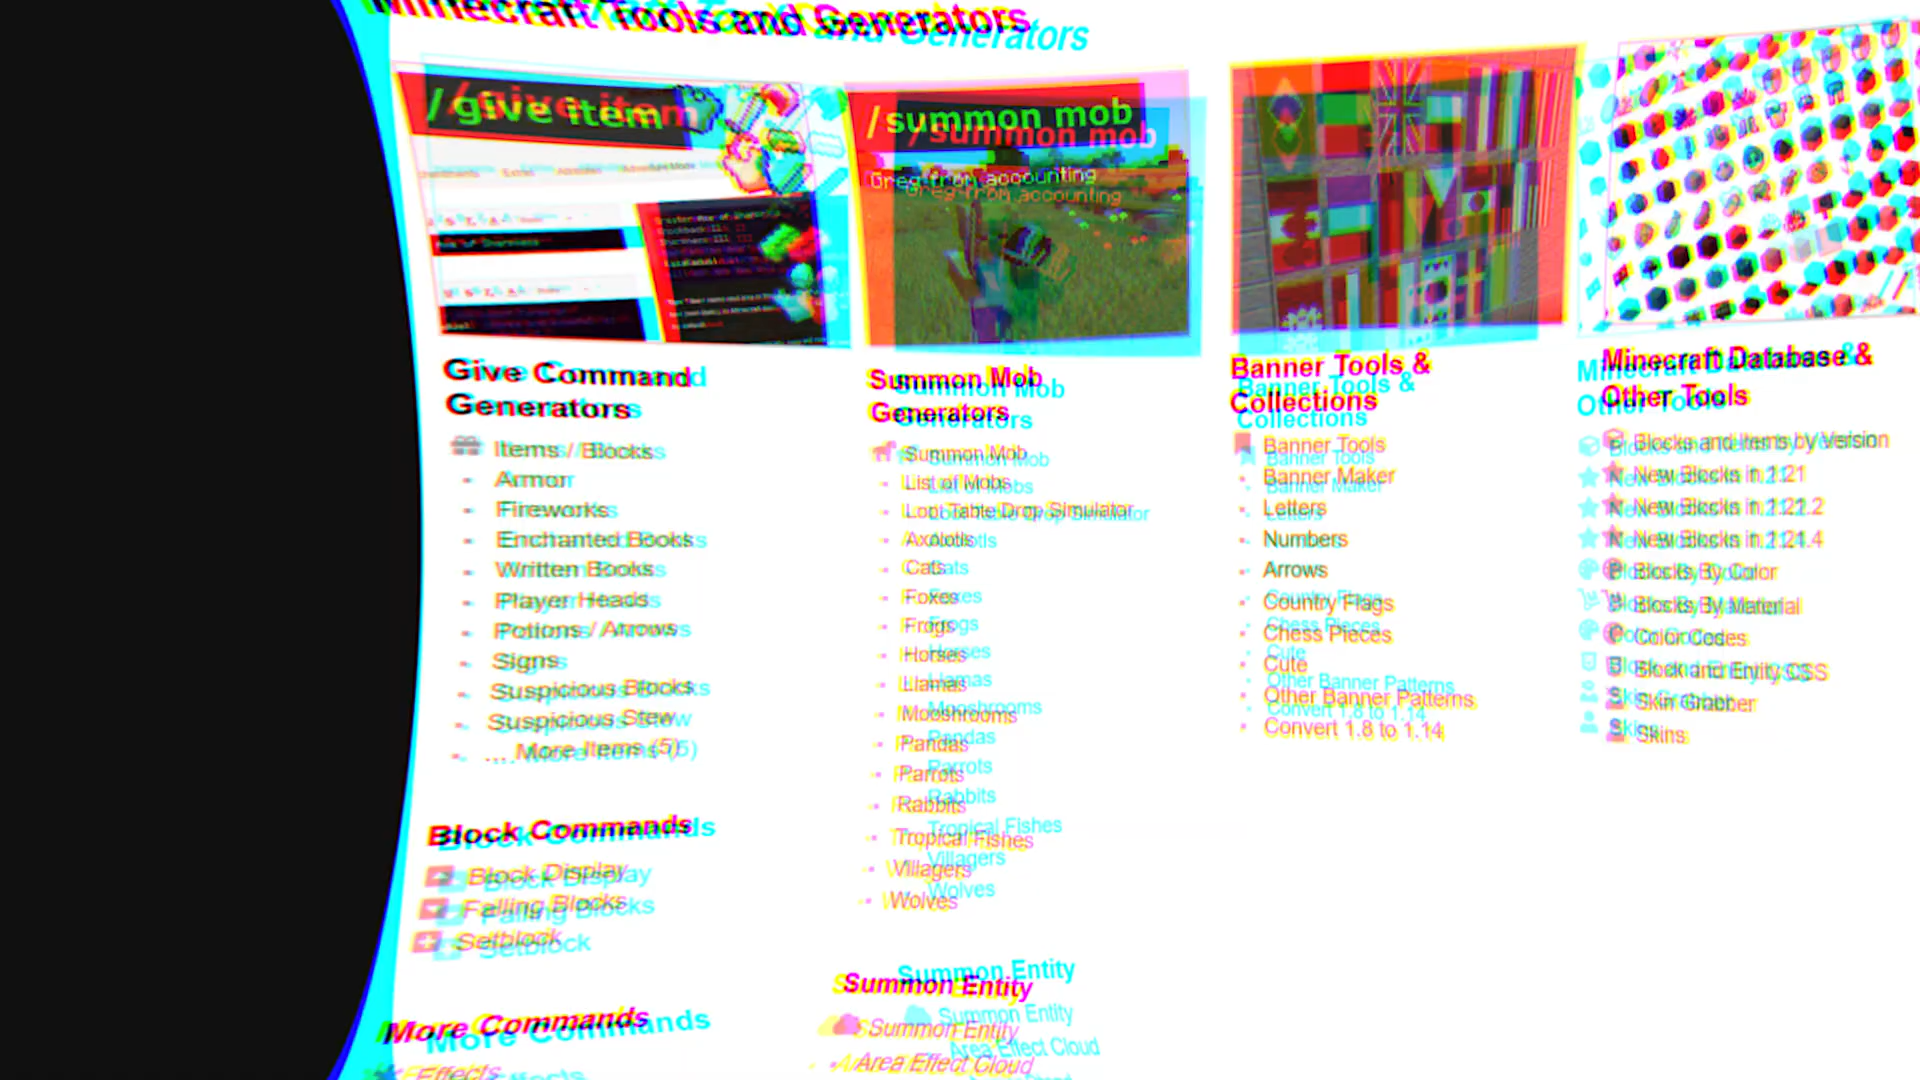 Minecraft Tools and Generators
/give item
/summon mob
Greg from accounting
Give Command
Generators
Items / Blocks
Armor
Fireworks
Enchanted Books
Written Books
Player Heads
Potions / Arrows
Signs
Suspicious Blocks
Suspicious Stew
... More Items (5)
Block Commands
Block Display
Falling Blocks
Setblock
More Commands
Effects
Summon Mob
Generators
Summon Mob
List of Mobs
Loot Table Drop Simulator
Axolotls
Cats
Foxes
Frogs
Horses
Llamas
Mooshrooms
Pandas
Parrots
Rabbits
Tropical Fishes
Villagers
Wolves
Summon Entity
Summon Entity
Area Effect Cloud
Banner Tools &
Collections
Banner Tools
Banner Maker
Letters
Numbers
Arrows
Country Flags
Chess Pieces
Cute
Other Banner Patterns
Convert 1.8 to 1.14
Minecraft Database &
Other Tools
Blocks and Items by Version
New Blocks in 1.21
New Blocks in 1.21.2
New Blocks in 1.21.4
Blocks By Color
Blocks By Material
Color Codes
Block and Entity CSS
Skin Grabber
Skins